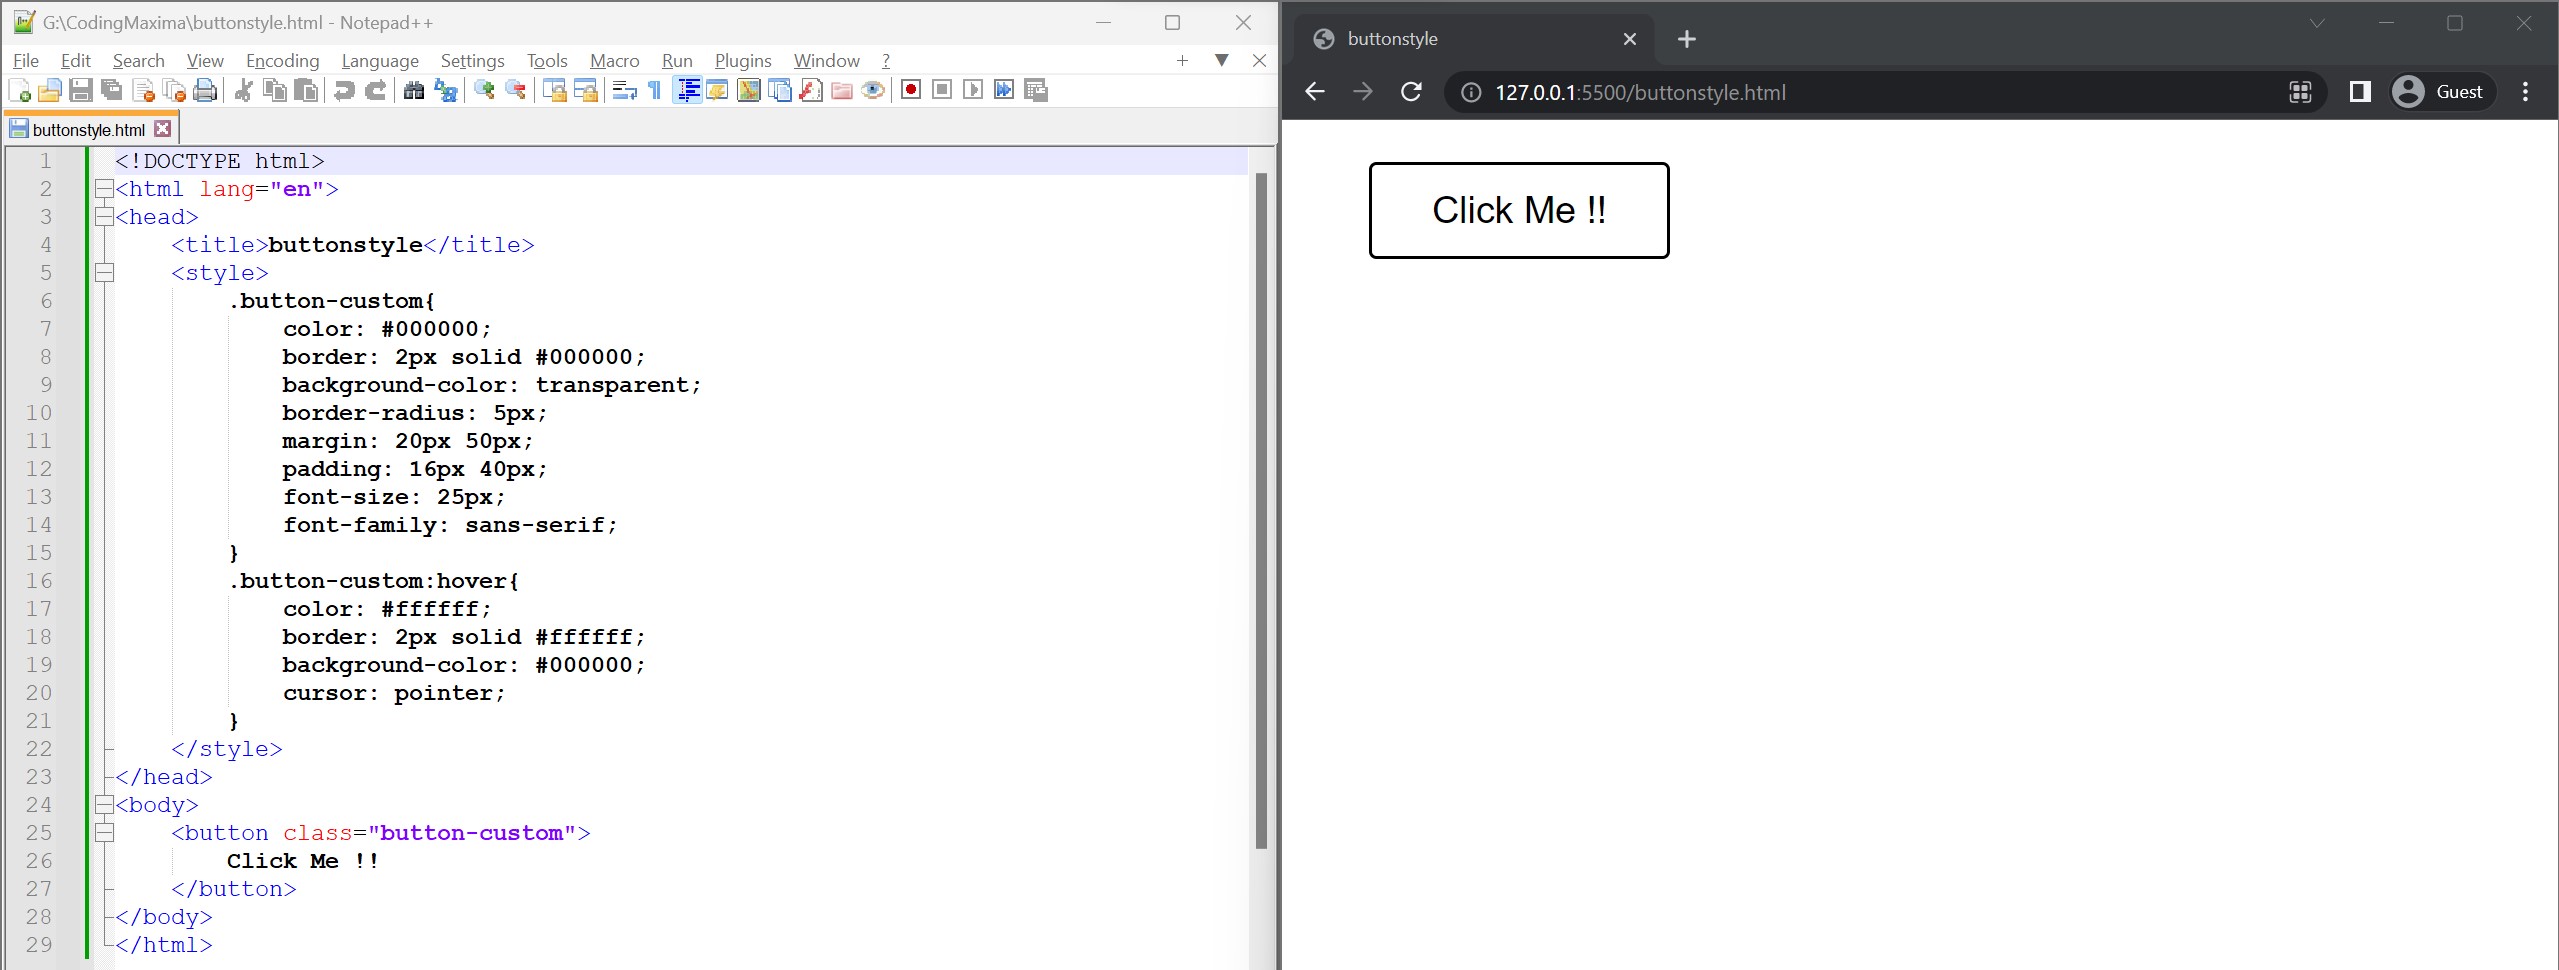 G:\CodingMaxima\buttonstyle.html - Notepad++
File Edit Search View Encoding Language Settings Tools Macro Run Plugins Window ?
buttonstyle.html
1 <!DOCTYPE html>
2 <html lang="en">
3 <head>
4     <title>buttonstyle</title>
5     <style>
6         .button-custom{
7             color: #000000;
8             border: 2px solid #000000;
9             background-color: transparent;
10             border-radius: 5px;
11             margin: 20px 50px;
12             padding: 16px 40px;
13             font-size: 25px;
14             font-family: sans-serif;
15         }
16         .button-custom:hover{
17             color: #ffffff;
18             border: 2px solid #ffffff;
19             background-color: #000000;
20             cursor: pointer;
21         }
22     </style>
23 </head>
24 <body>
25     <button class="button-custom">
26         Click Me !!
27     </button>
28 </body>
29 </html>
buttonstyle
127.0.0.1:5500/buttonstyle.html
Guest
Click Me !!